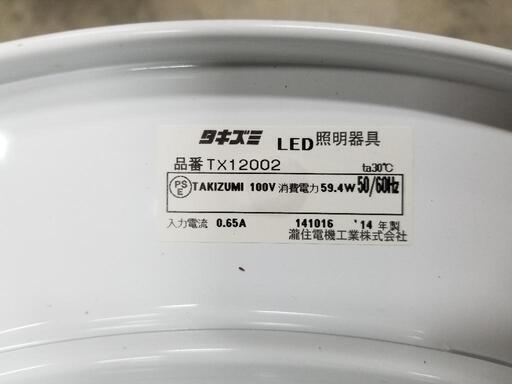 タキズミ LED照明器具
品番 TX12002 ta30℃
PSE TAKIZUMI 100V 消費電力 59.4W 50/60Hz
入力電流 0.65A 141016 '14年製
瀧住電機工業株式会社